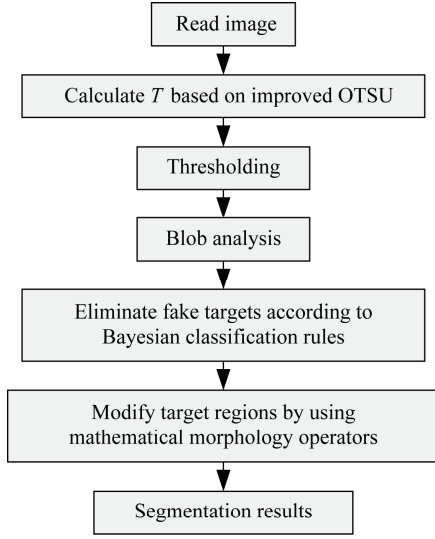 Read image
Calculate T based on improved OTSU
Thresholding
Blob analysis
Eliminate fake targets according to
Bayesian classification rules
Modify target regions by using
mathematical morphology operators
Segmentation results